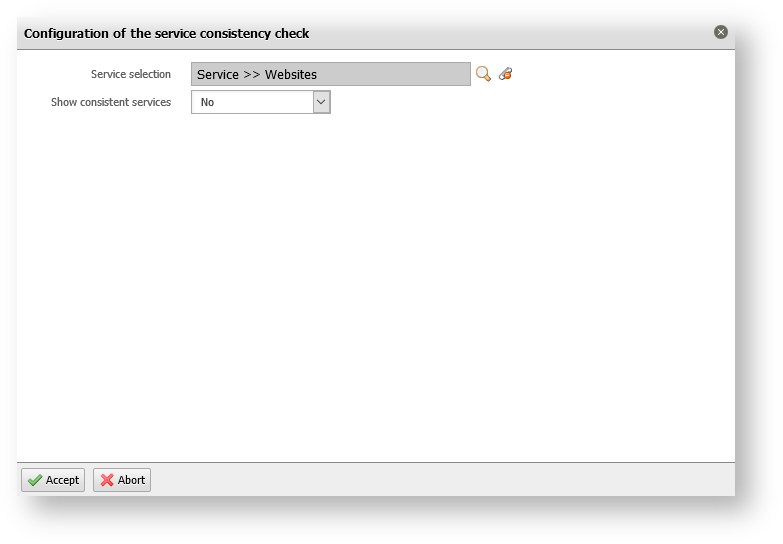 Configuration of the service consistency check
Service selection Service >> Websites
Show consistent services No
Accept Abort